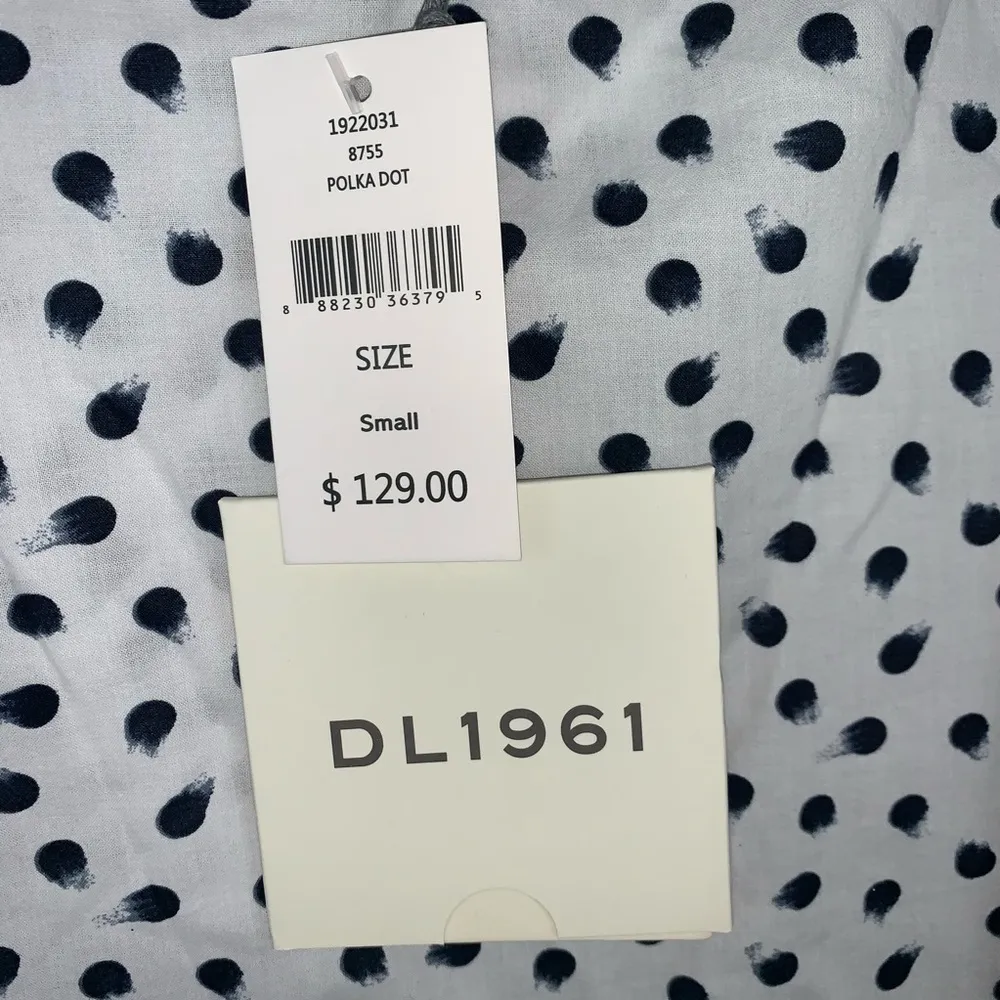 1922031
8755
POLKA DOT
8 88230 36379 5
SIZE
Small
$ 129.00
DL1961